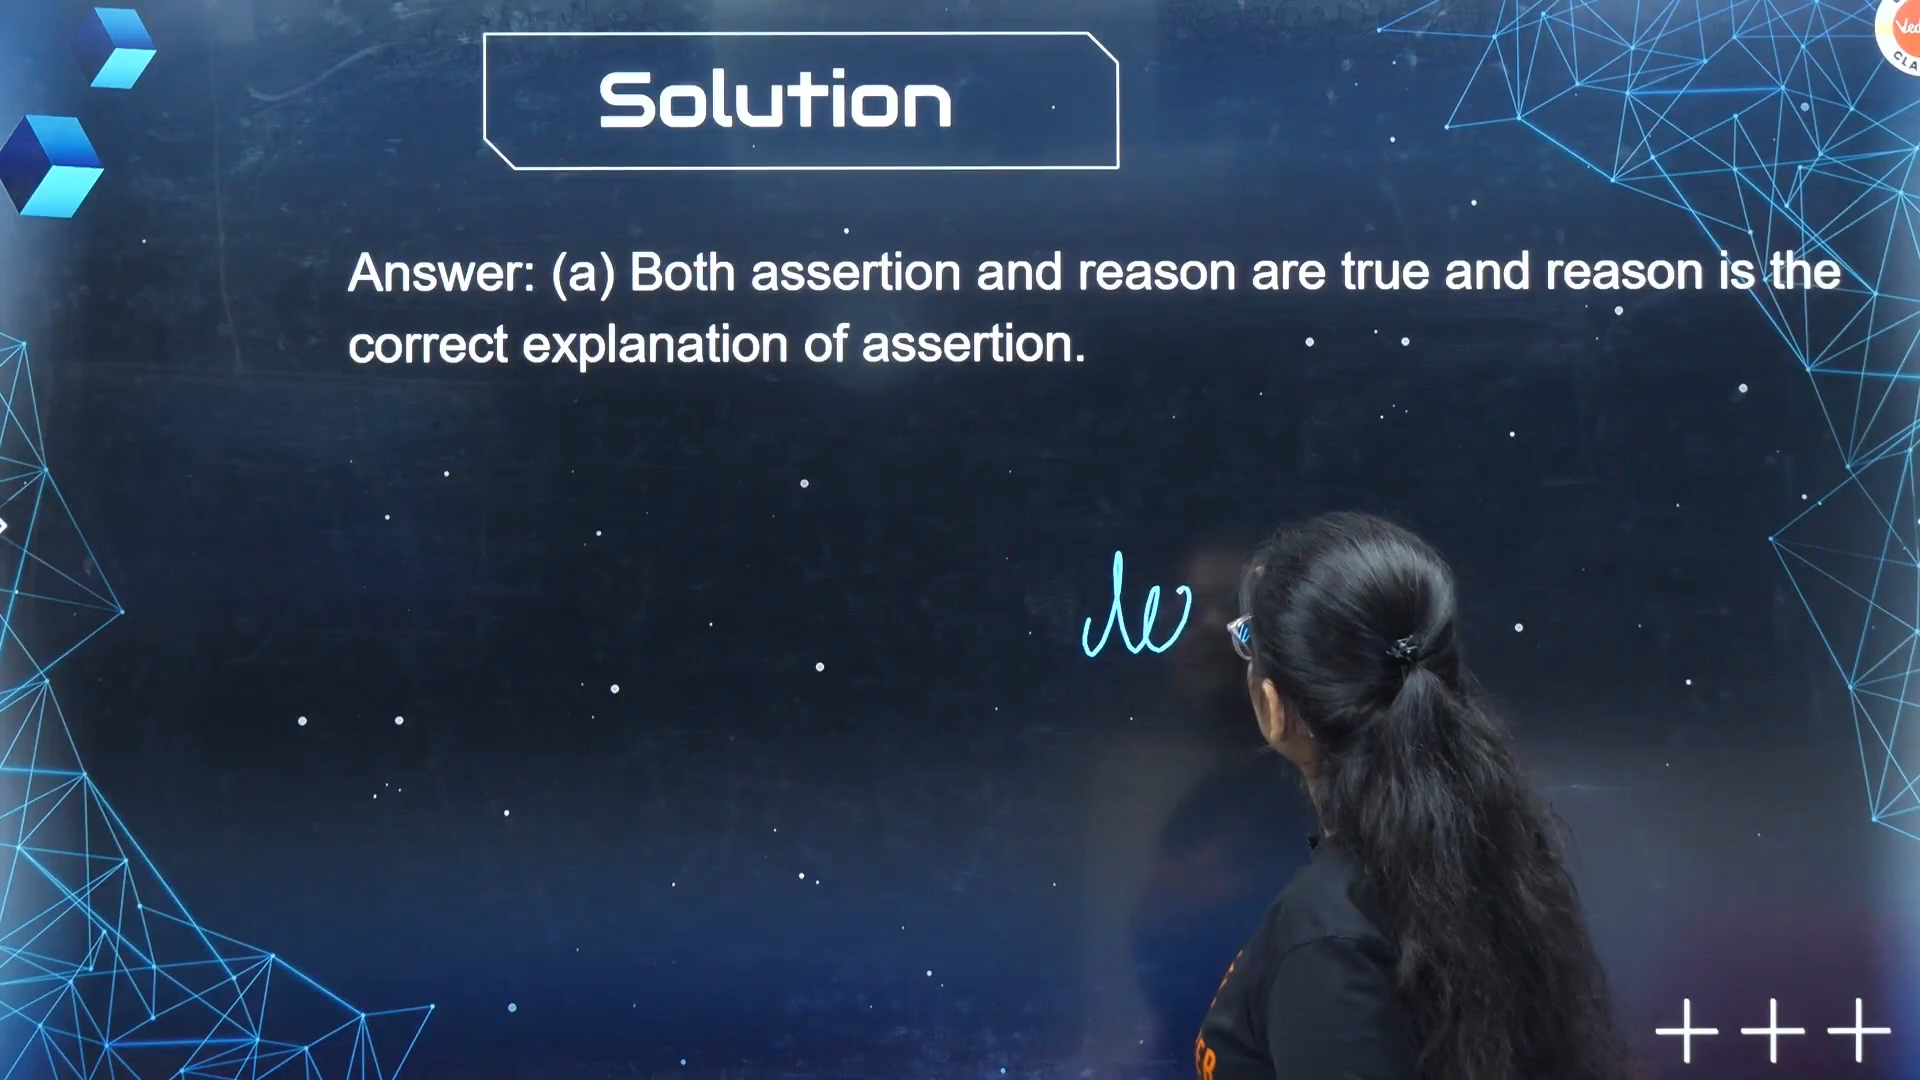 Solution
Answer: (a) Both assertion and reason are true and reason is the
correct explanation of assertion.